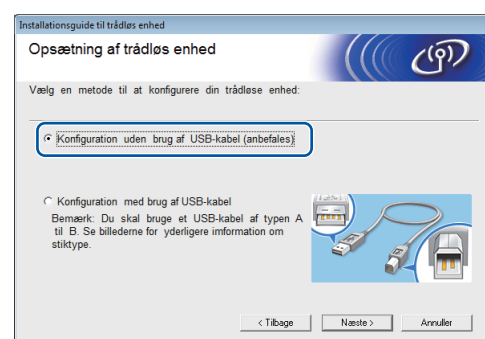 Installationsguide til trådløs enhed
Opsætning af trådløs enhed
Vælg en metode til at konfigurere din trådløse enhed:
Konfiguration uden brug af USB-kabel (anbefales)
Konfiguration med brug af USB-kabel
Bemærk: Du skal bruge et USB-kabel af typen A
til B. Se billederne for yderligere imformation om
stiktype.
< Tilbage
Næste >
Annuller